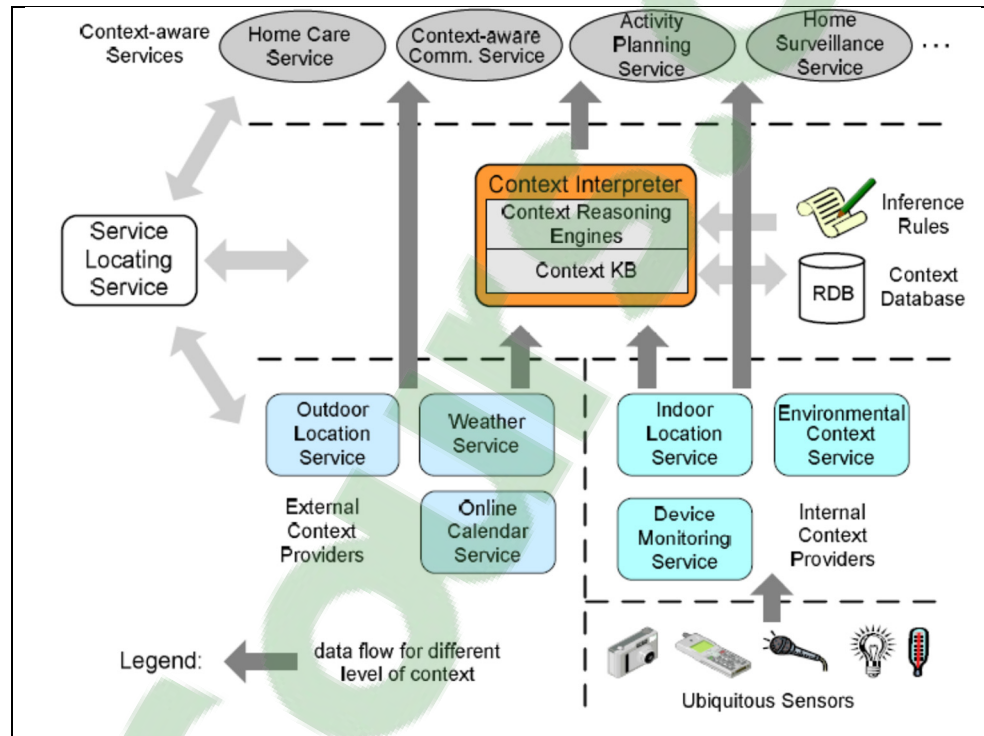 Context-aware
Services
Home Care
Service
Context-aware
Comm. Service
Activity
Planning
Service
Home
Surveillance
Service
...
Service
Locating
Service
Context Interpreter
Context Reasoning
Engines
Context KB
Inference
Rules
RDB
Context
Database
Outdoor
Location
Service
Weather
Service
Indoor
Location
Service
Environmental
Context
Service
External
Context
Providers
Online
Calendar
Service
Device
Monitoring
Service
Internal
Context
Providers
Legend:
data flow for different
level of context
Ubiquitous Sensors